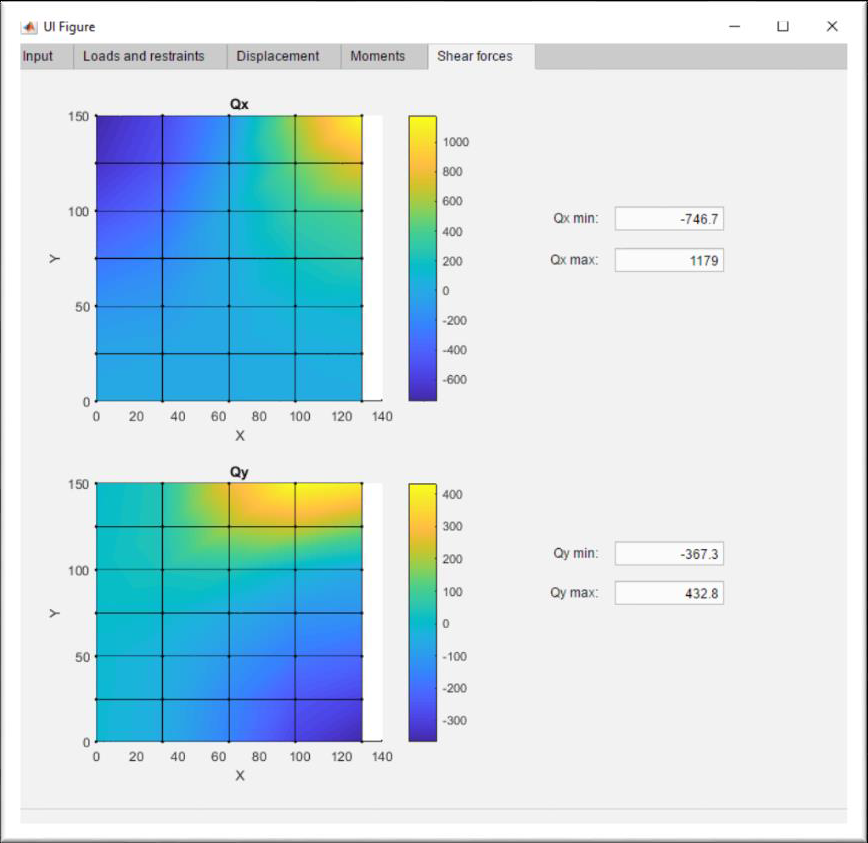 UI Figure
Input Loads and restraints Displacement Moments Shear forces
Qx
150
100
50
0
Y
0 20 40 60 80 100 120 140
X
1000
800
600
400
200
0
-200
-400
-600
Qx min: -746.7
Qx max: 1179
Qy
150
100
50
0
Y
0 20 40 60 80 100 120 140
X
400
300
200
100
0
-100
-200
-300
Qy min: -367.3
Qy max: 432.8